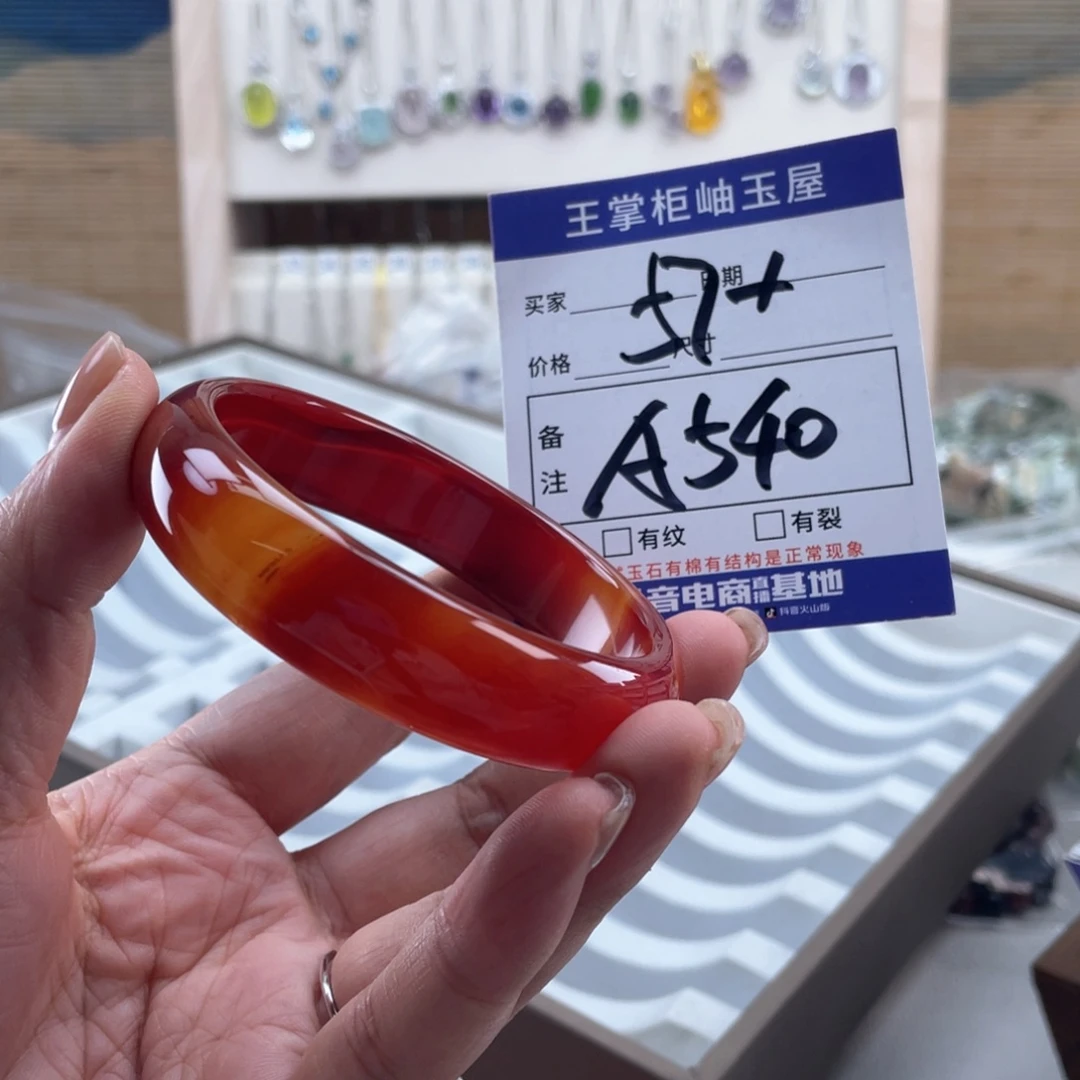 王掌柜岫玉屋
57+
买家 日期
价格 尺寸
A540
备注
有纹 有裂
玉石有棉有结构是正常现象
音电商直播基地
抖音火山版